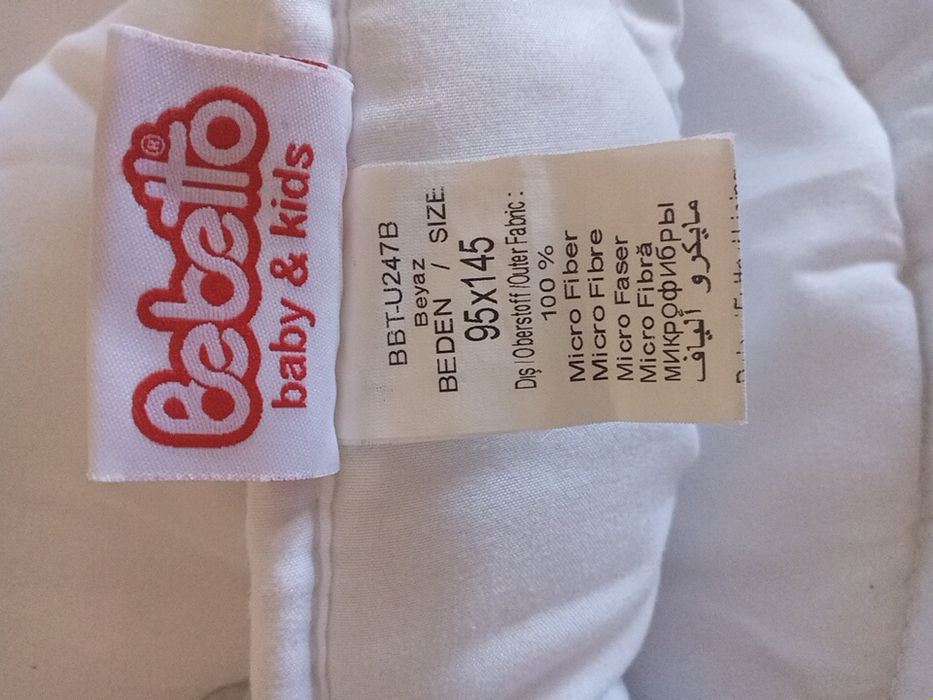 Bebetto®
baby & kids
BBT-U247B
Beyaz
BEDEN / SIZE:
95x145
Dış / Oberstoff /Outer Fabric :
100 %
Micro Fiber
Micro Fibre
Micro Faser
Micro Fibră
микрофибры
مايكرو ألياف